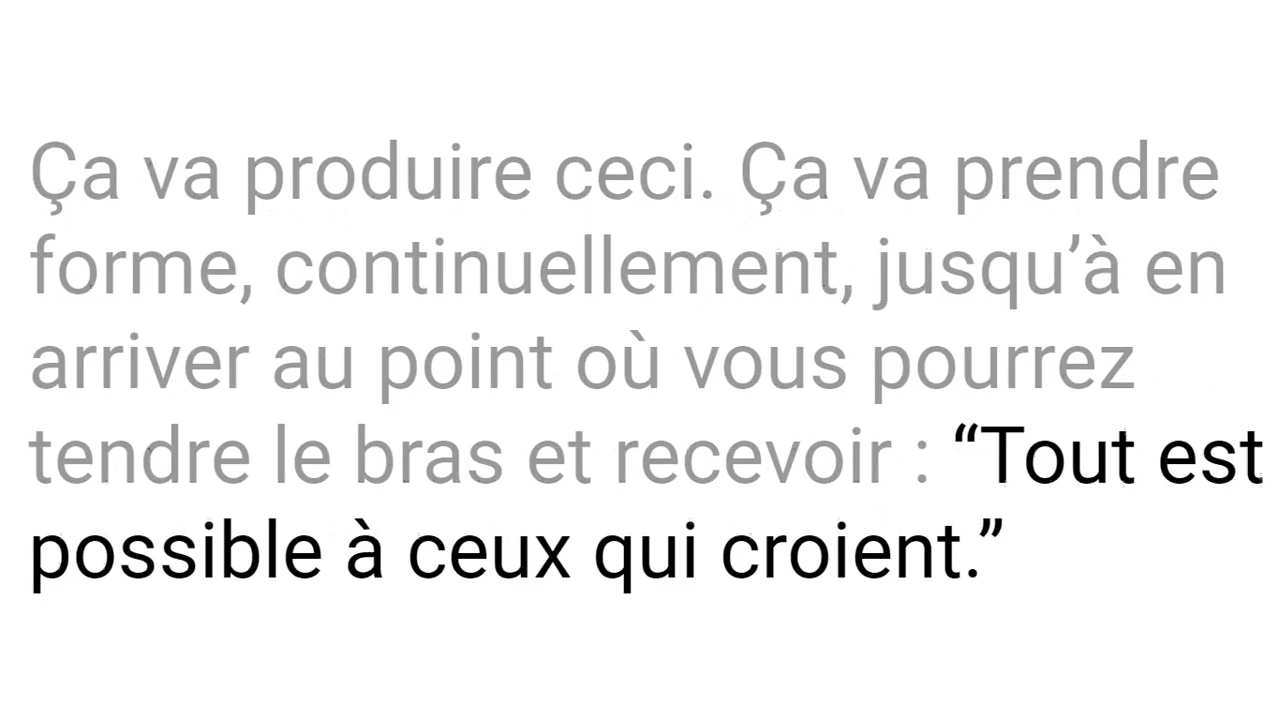 Ça va produire ceci. Ça va prendre
forme, continuellement, jusqu’à en
arriver au point où vous pourrez
tendre le bras et recevoir : “Tout est
possible à ceux qui croient.”